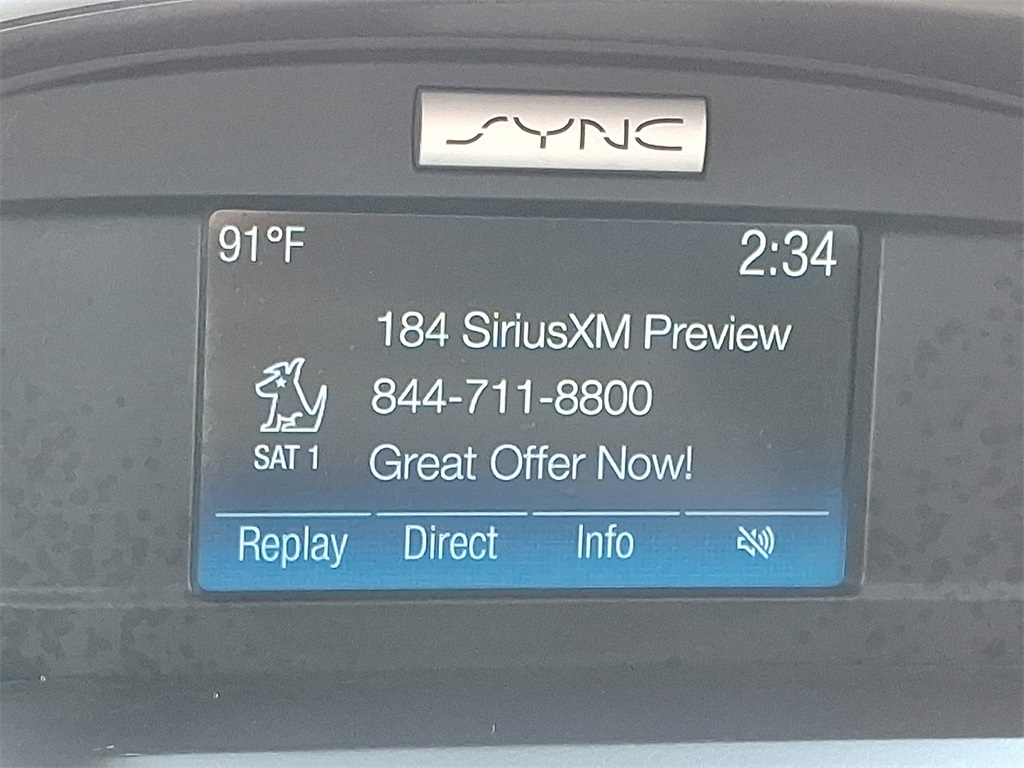 SYNC
91°F
2:34
184 SiriusXM Preview
844-711-8800
SAT 1
Great Offer Now!
Replay
Direct
Info